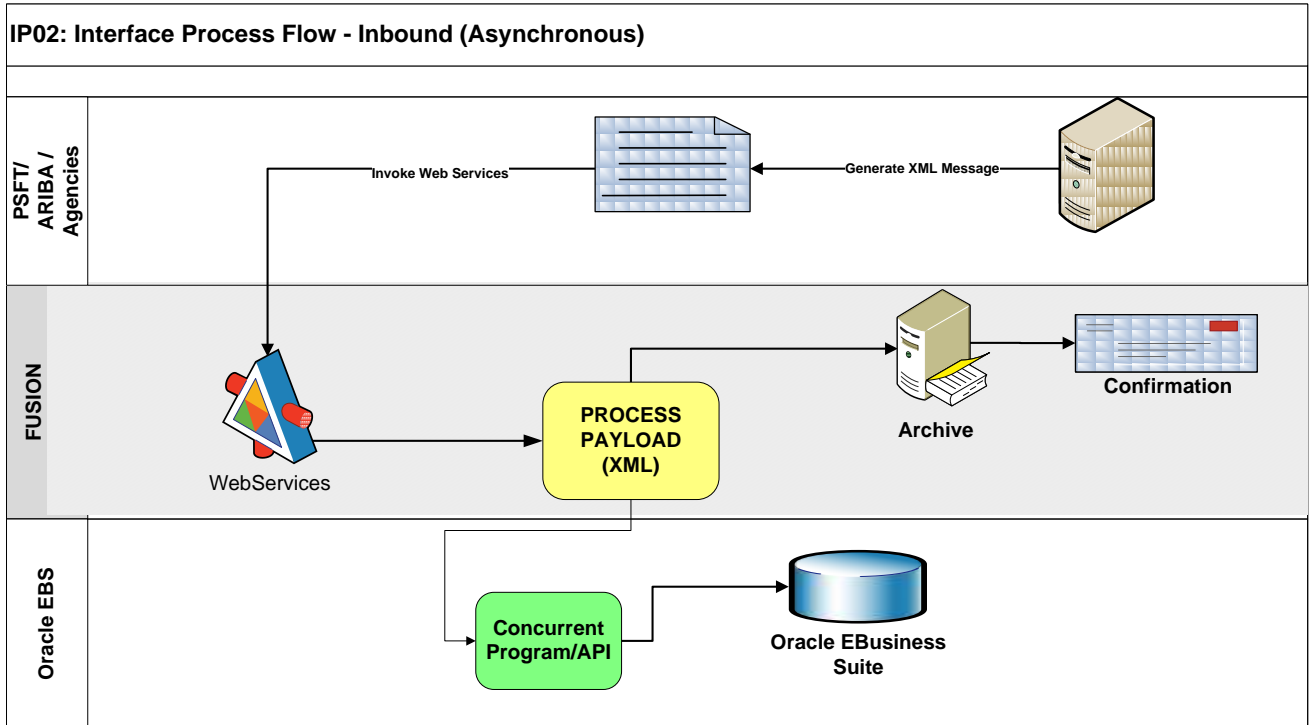 IP02: Interface Process Flow - Inbound (Asynchronous)
PSFT/
ARIBA /
Agencies
Invoke Web Services
Generate XML Message
FUSION
WebServices
PROCESS
PAYLOAD
(XML)
Archive
Confirmation
Oracle EBS
Concurrent
Program/API
Oracle EBusiness
Suite